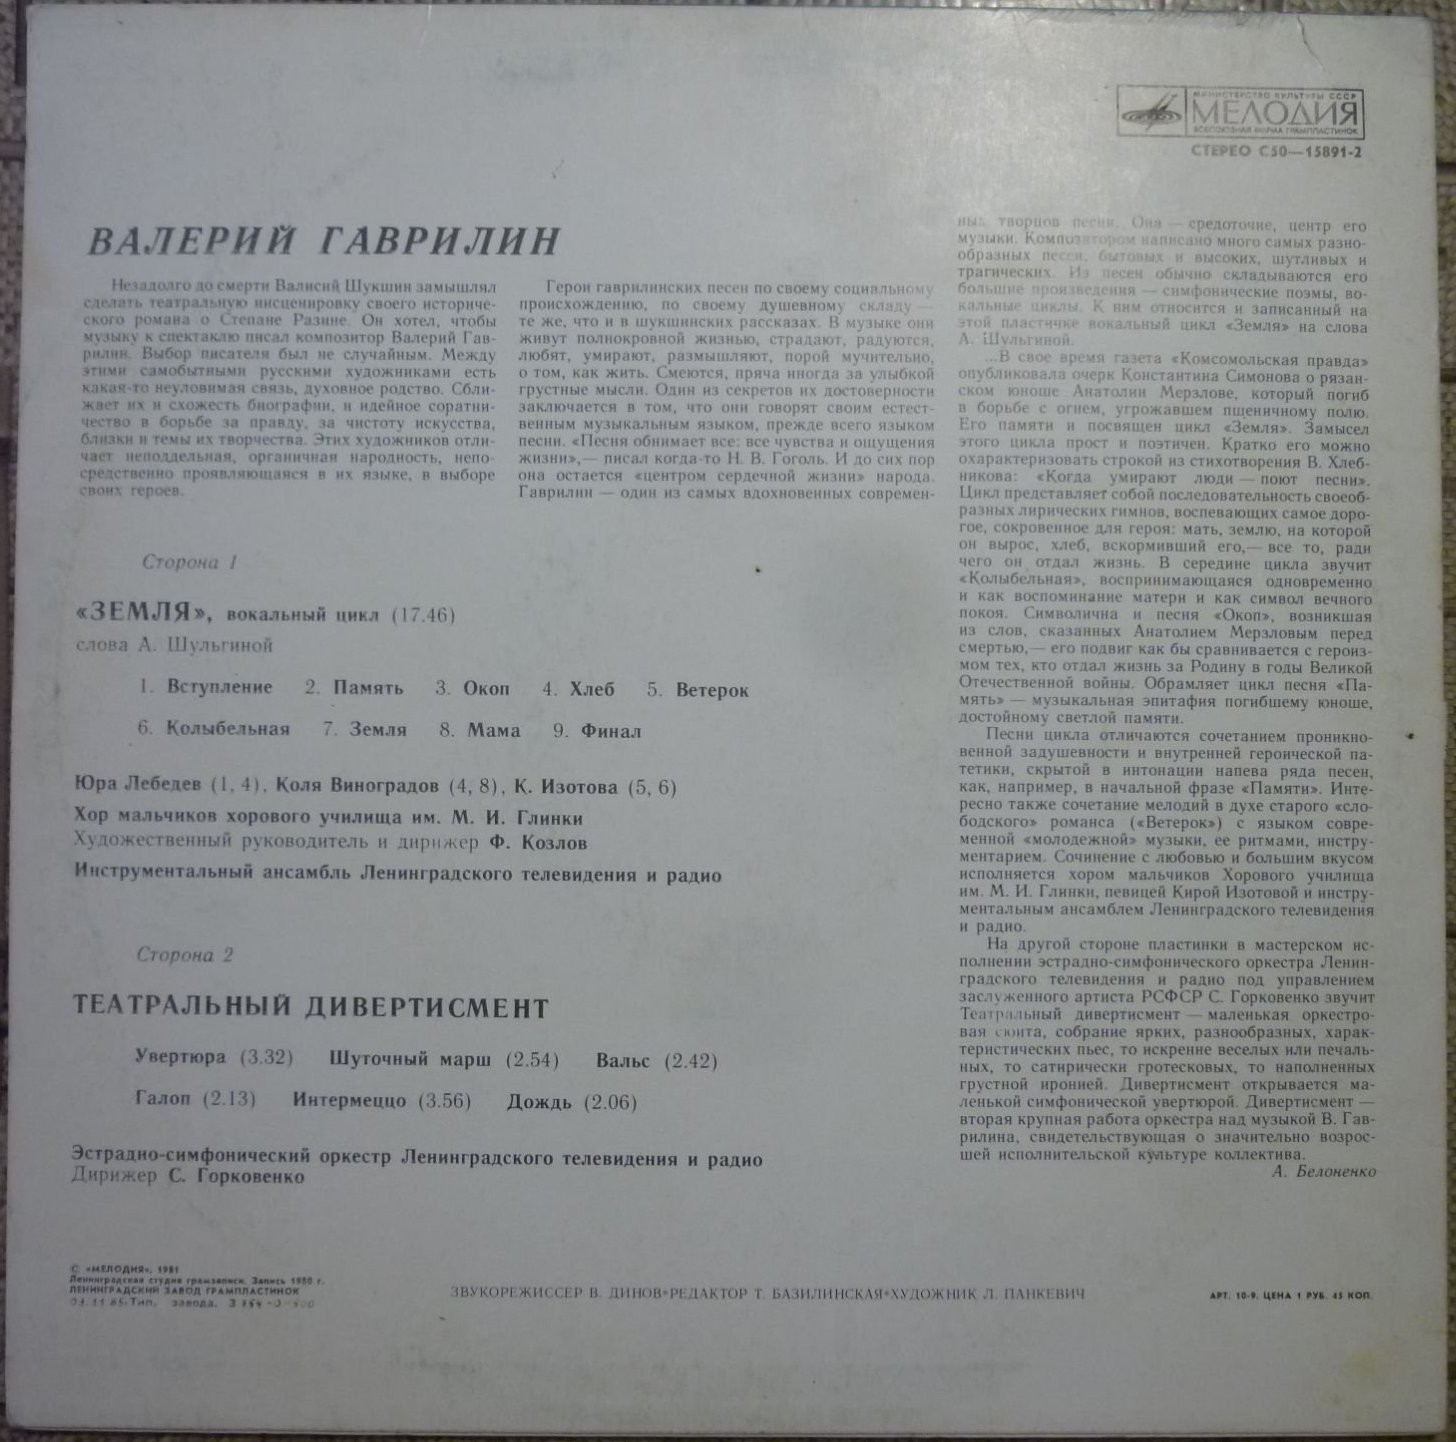 МИНИСТЕРСТВО КУЛЬТУРЫ СССР
МЕЛОДИЯ
ВСЕСОЮЗНАЯ ФИРМА ГРАМПЛАСТИНОК
СТЕРЕО С50—15891-2
ВАЛЕРИЙ ГАВРИЛИН
Незадолго до смерти Валисий Шукшин замышлял
сделать театральную инсценировку своего историче-
ского романа о Степане Разине. Он хотел, чтобы
музыку к спектаклю писал композитор Валерий Гав-
рилин. Выбор писателя был не случайным. Между
этими самобытными русскими художниками есть
какая-то неуловимая связь, духовное родство. Сбли-
жает их и схожесть биографии, и идейное соратни-
чество в борьбе за правду, за чистоту искусства,
близки и темы их творчества. Этих художников отли-
чает неподдельная, органичная народность, непо-
средственно проявляющаяся в их языке, в выборе
своих героев.
Герои гаврилинских песен по своему социальному
происхождению, по своему душевному складу —
те же, что и в шукшинских рассказах. В музыке они
живут полнокровной жизнью, страдают, радуются,
любят, умирают, размышляют, порой мучительно,
о том, как жить. Смеются, пряча иногда за улыбкой
грустные мысли. Один из секретов их достоверности
заключается в том, что они говорят своим естест-
венным музыкальным языком, прежде всего языком
песни. «Песня обнимает все: все чувства и ощущения
жизни»,— писал когда-то Н. В. Гоголь. И до сих пор
она остается «центром сердечной жизни» народа.
Гаврилин — один из самых вдохновенных современ-
ных творцов песни. Она — средоточие, центр его
музыки. Композитором написано много самых разно-
образных песен, бытовых и высоких, шутливых и
трагических. Из песен обычно складываются его
большие произведения — симфонические поэмы, во-
кальные циклы. К ним относится и записанный на
этой пластичке вокальный цикл «Земля» на слова
А. Шульгиной.
...В свое время газета «Комсомольская правда»
опубликовала очерк Константина Симонова о рязан-
ском юноше Анатолии Мерзлове, который погиб
в борьбе с огнем, угрожавшем пшеничному полю.
Его памяти и посвящен цикл «Земля». Замысел
этого цикла прост и поэтичен. Кратко его можно
охарактеризовать строкой из стихотворения В. Хлеб-
никова: «Когда умирают люди — поют песни».
Цикл представляет собой последовательность своеоб-
разных лирических гимнов, воспевающих самое доро-
гое, сокровенное для героя: мать, землю, на которой
он вырос, хлеб, вскормивший его,— все то, ради
чего он отдал жизнь. В середине цикла звучит
«Колыбельная», воспринимающаяся одновременно
и как воспоминание матери и как символ вечного
покоя. Символична и песня «Окоп», возникшая
из слов, сказанных Анатолием Мерзловым перед
смертью,— его подвиг как бы сравнивается с героиз-
мом тех, кто отдал жизнь за Родину в годы Великой
Отечественной войны. Обрамляет цикл песня «Па-
мять» — музыкальная эпитафия погибшему юноше,
достойному светлой памяти.
Песни цикла отличаются сочетанием проникно-
венной задушевности и внутренней героической па-
тетики, скрытой в интонации напева ряда песен,
как, например, в начальной фразе «Памяти». Инте-
ресно также сочетание мелодий в духе старого «сло-
бодского» романса («Ветерок») с языком совре-
менной «молодежной» музыки, ее ритмами, инстру-
ментарием. Сочинение с любовью и большим вкусом
исполняется хором мальчиков Хорового училища
им. М. И. Глинки, певицей Кирой Изотовой и инстру-
ментальным ансамблем Ленинградского телевидения
и радио.
На другой стороне пластинки в мастерском ис-
полнении эстрадно-симфонического оркестра Ленин-
градского телевидения и радио под управлением
заслуженного артиста РСФСР С. Горковенко звучит
Театральный дивертисмент — маленькая оркестро-
вая сюита, собрание ярких, разнообразных, харак-
теристических пьес, то искренне веселых или печаль-
ных, то сатирически гротесковых, то наполненных
грустной иронией. Дивертисмент открывается ма-
ленькой симфонической увертюрой. Дивертисмент —
вторая крупная работа оркестра над музыкой В. Гав-
рилина, свидетельствующая о значительно возрос-
шей исполнительской культуре коллектива.
А. Белоненко
Сторона 1
«ЗЕМЛЯ», вокальный цикл (17.46)
слова А. Шульгиной
1. Вступление 2. Память 3. Окоп 4. Хлеб 5. Ветерок
6. Колыбельная 7. Земля 8. Мама 9. Финал
Юра Лебедев (1, 4), Коля Виноградов (4, 8), К. Изотова (5, 6)
Хор мальчиков хорового училища им. М. И. Глинки
Художественный руководитель и дирижер Ф. Козлов
Инструментальный ансамбль Ленинградского телевидения и радио
Сторона 2
ТЕАТРАЛЬНЫЙ ДИВЕРТИСМЕНТ
Увертюра (3.32) Шуточный марш (2.54) Вальс (2.42)
Галоп (2.13) Интермеццо (3.56) Дождь (2.06)
Эстрадно-симфонический оркестр Ленинградского телевидения и радио
Дирижер С. Горковенко
© «МЕЛОДИЯ», 1981
Ленинградская студия грамзаписи. Запись 1980 г.
ЛЕНИНГРАДСКИЙ ЗАВОД ГРАМПЛАСТИНОК
Тип. завода. З
ЗВУКОРЕЖИССЕР В. ДИНОВ•РЕДАКТОР Т. БАЗИЛИНСКАЯ•ХУДОЖНИК Л. ПАНКЕВИЧ
АРТ. 10-9. ЦЕНА 1 РУБ. 45 КОП.